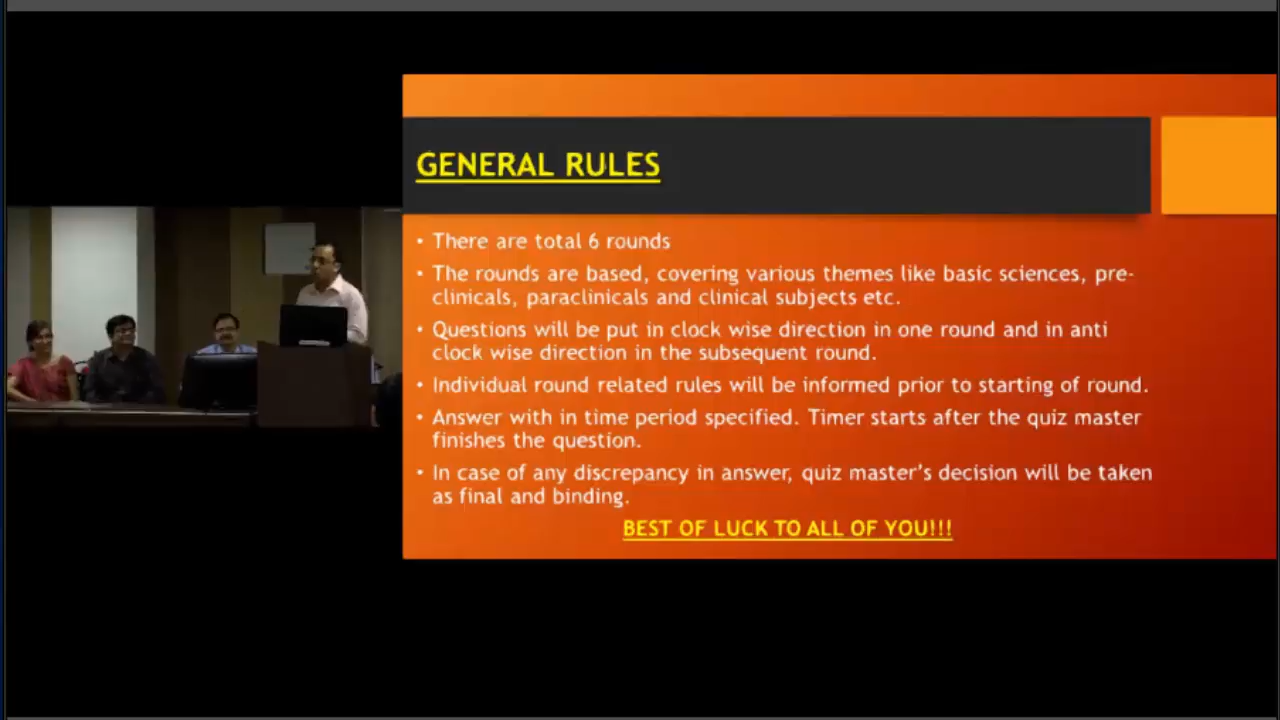 GENERAL RULES
• There are total 6 rounds
• The rounds are based, covering various themes like basic sciences, pre-
clinicals, paraclinicals and clinical subjects etc.
• Questions will be put in clock wise direction in one round and in anti
clock wise direction in the subsequent round.
• Individual round related rules will be informed prior to starting of round.
• Answer with in time period specified. Timer starts after the quiz master
finishes the question.
• In case of any discrepancy in answer, quiz master's decision will be taken
as final and binding.
BEST OF LUCK TO ALL OF YOU!!!